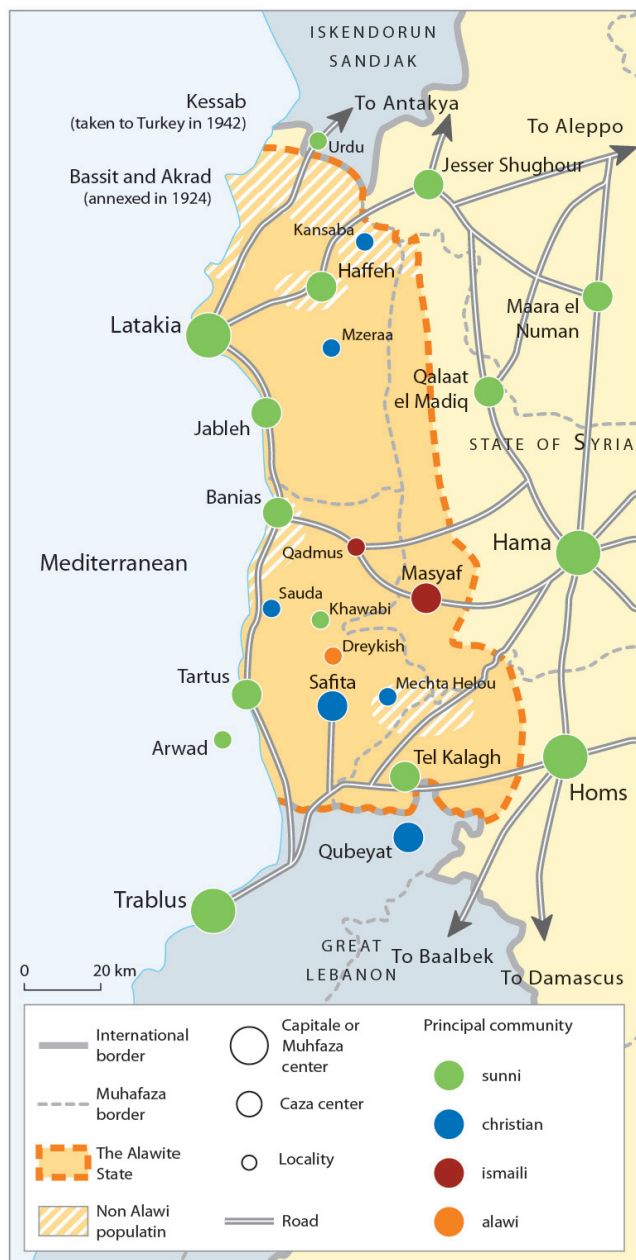 ISKENDORUN
SANDJAK
Kessab
(taken to Turkey in 1942)
To Antakya
Urdu
To Aleppo
Bassit and Akrad
(annexed in 1924)
Jesser Shughour
Kansaba
Haffeh
Maara el
Numan
Latakia
Mzeraa
Qalaat
el Madiq
Jableh
STATE OF SYRIA
Banias
Hama
Mediterranean
Qadmus
Masyaf
Sauda
Khawabi
Dreykish
Tartus
Safita
Mechta Helou
Arwad
Tel Kalagh
Homs
Qubeyat
Trablus
GREAT
LEBANON
To Baalbek
To Damascus
0 20 km
International
border
Capitale or
Muhfaza
center
Principal community
sunni
Muhafaza
border
Caza center
christian
The Alawite
State
Locality
ismaili
Non Alawi
populatin
Road
alawi